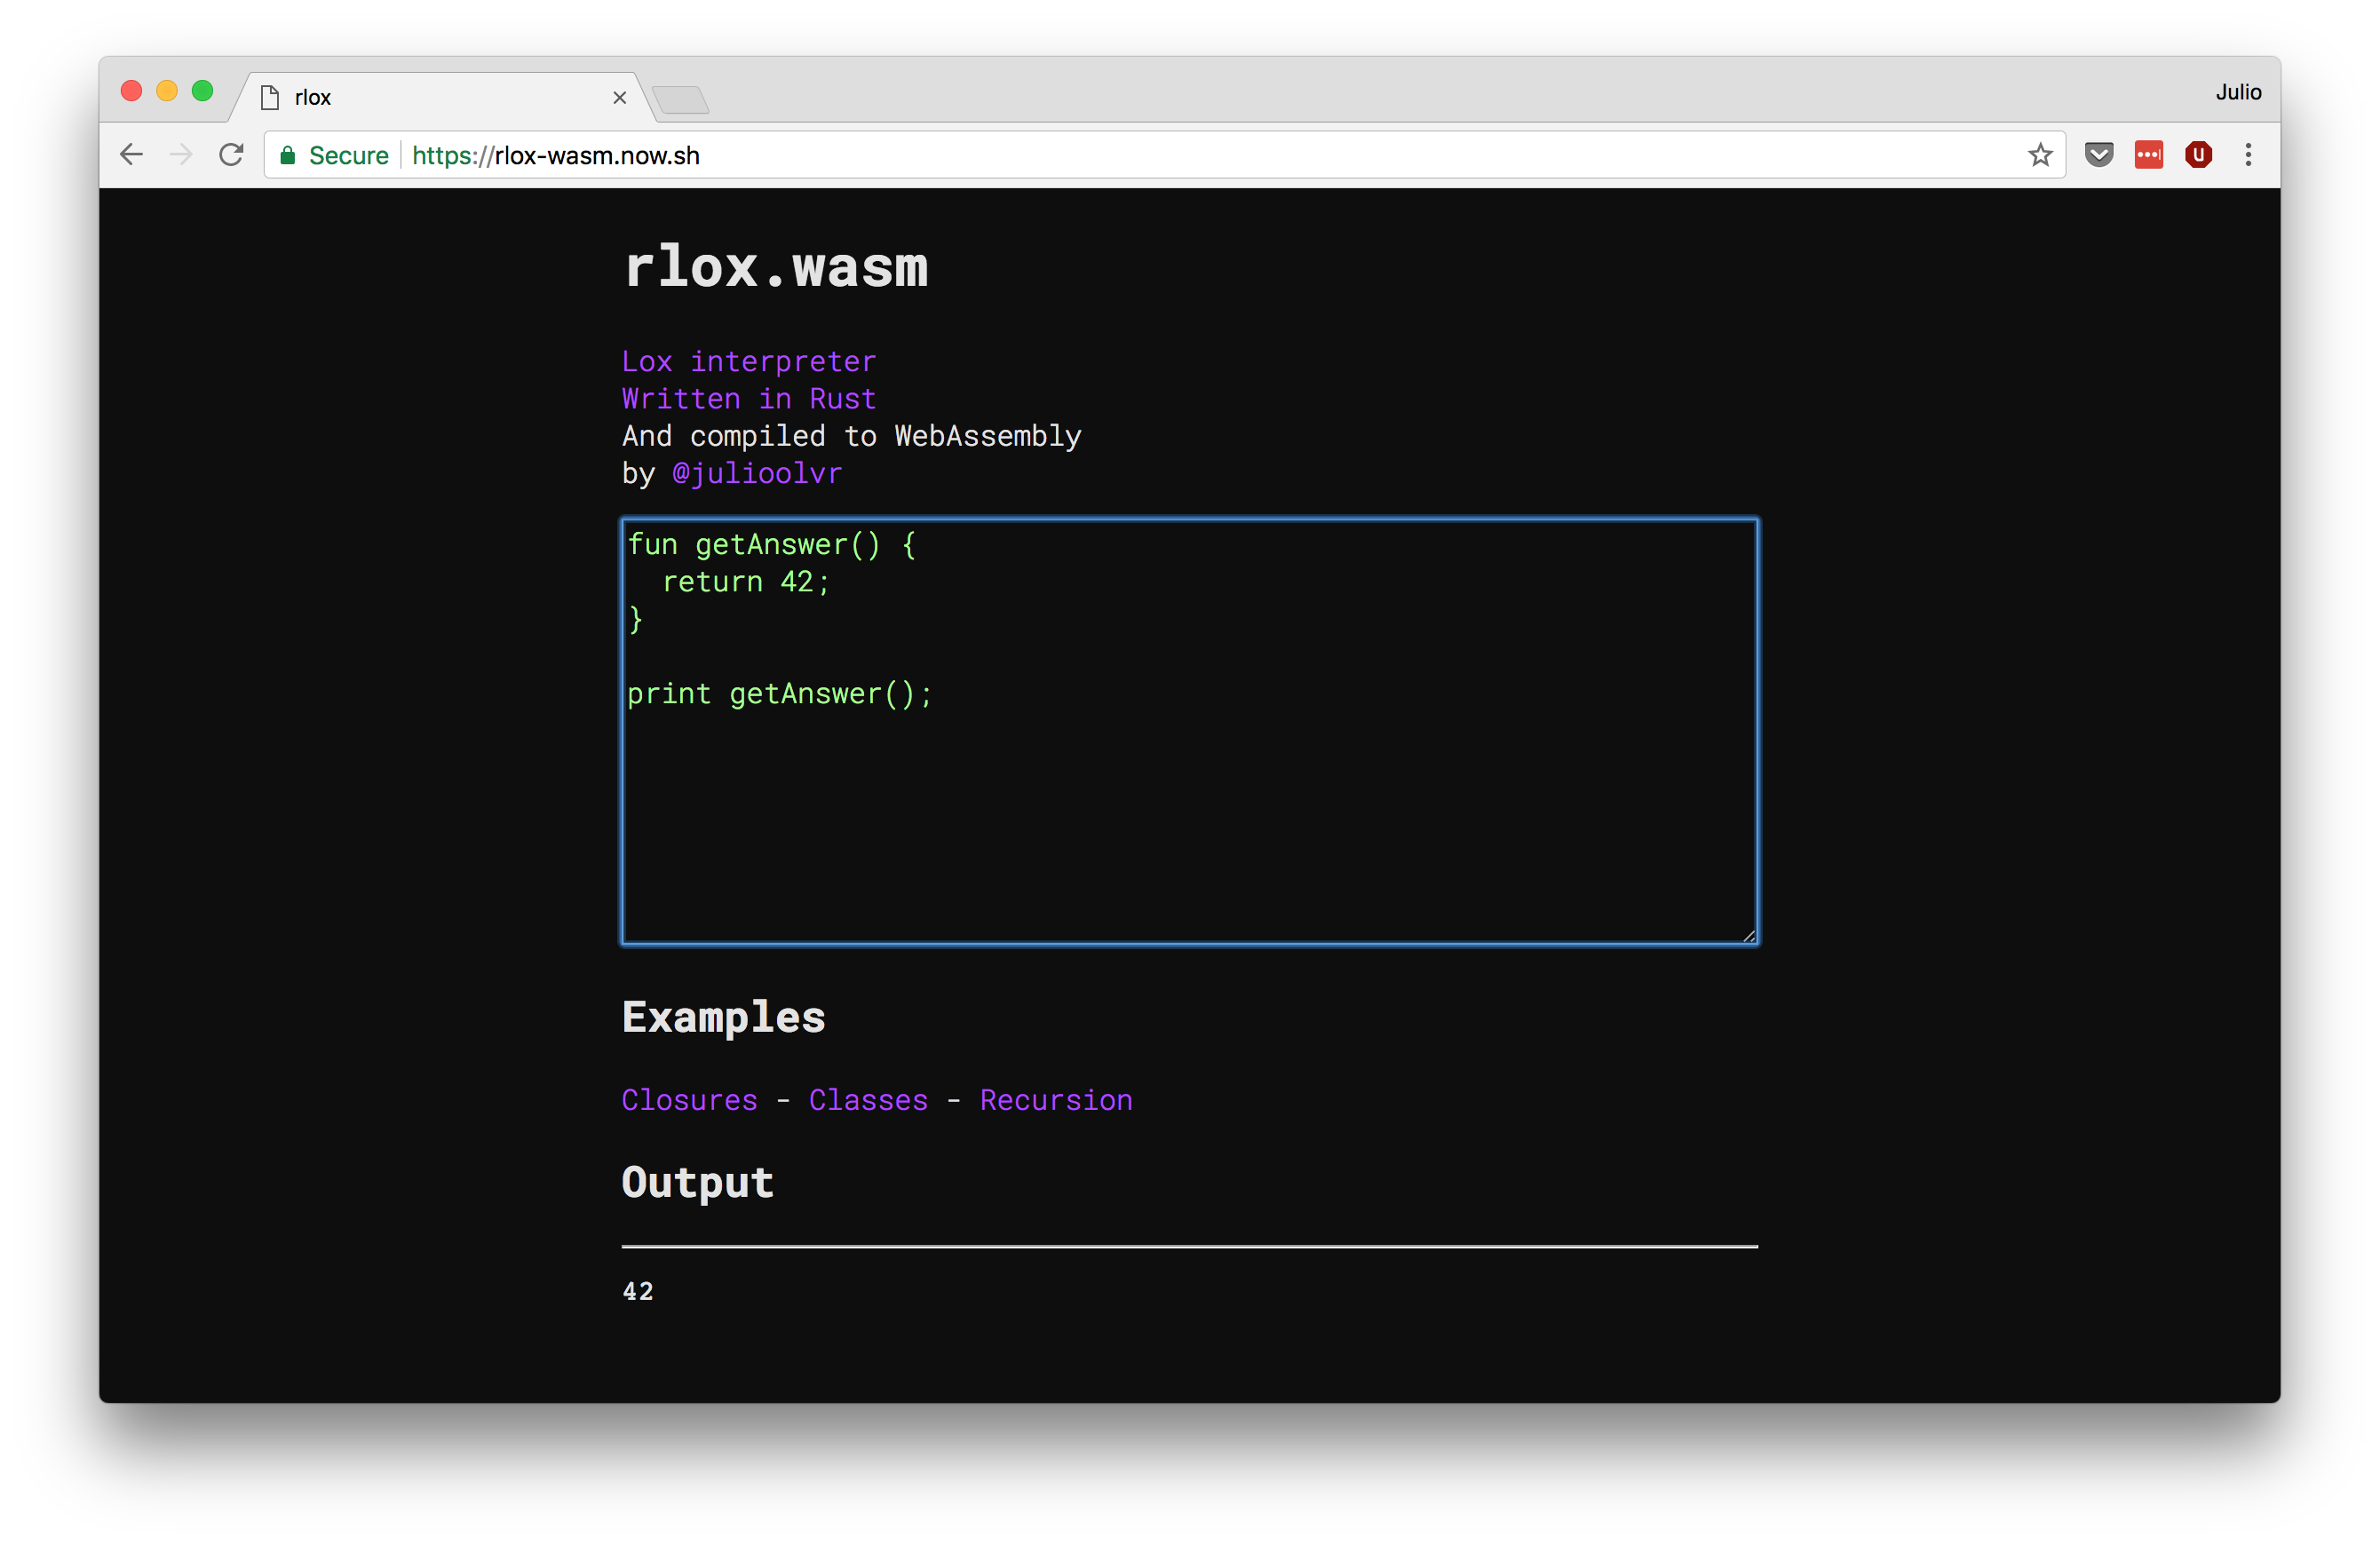 rlox
Julio
Secure https://rlox-wasm.now.sh
U
rlox.wasm
Lox interpreter
Written in Rust
And compiled to WebAssembly
by @julioolvr
fun getAnswer() {
  return 42;
}
print getAnswer();
Examples
Closures - Classes - Recursion
Output
42